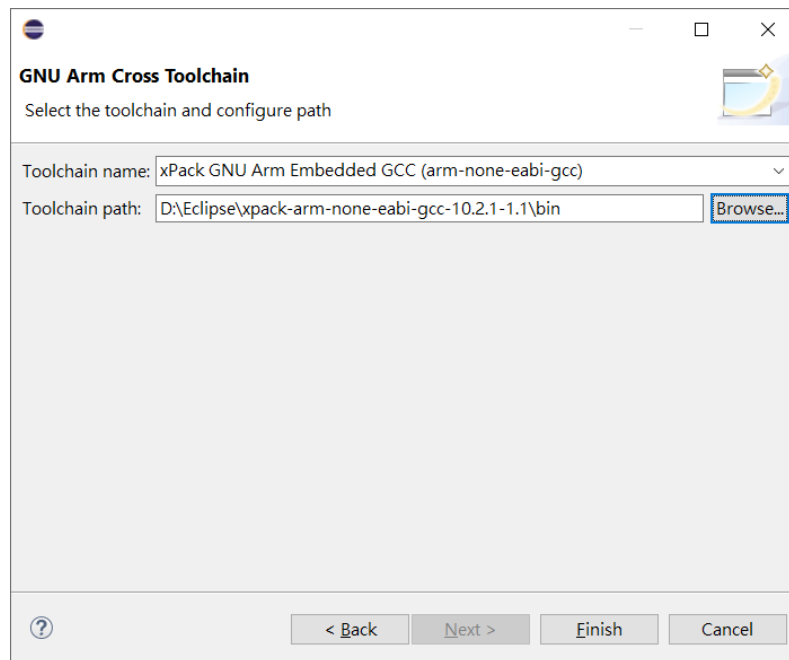 GNU Arm Cross Toolchain
Select the toolchain and configure path
Toolchain name: xPack GNU Arm Embedded GCC (arm-none-eabi-gcc)
Toolchain path: D:\Eclipse\xpack-arm-none-eabi-gcc-10.2.1-1.1\bin Browse...
? < Back Next > Finish Cancel